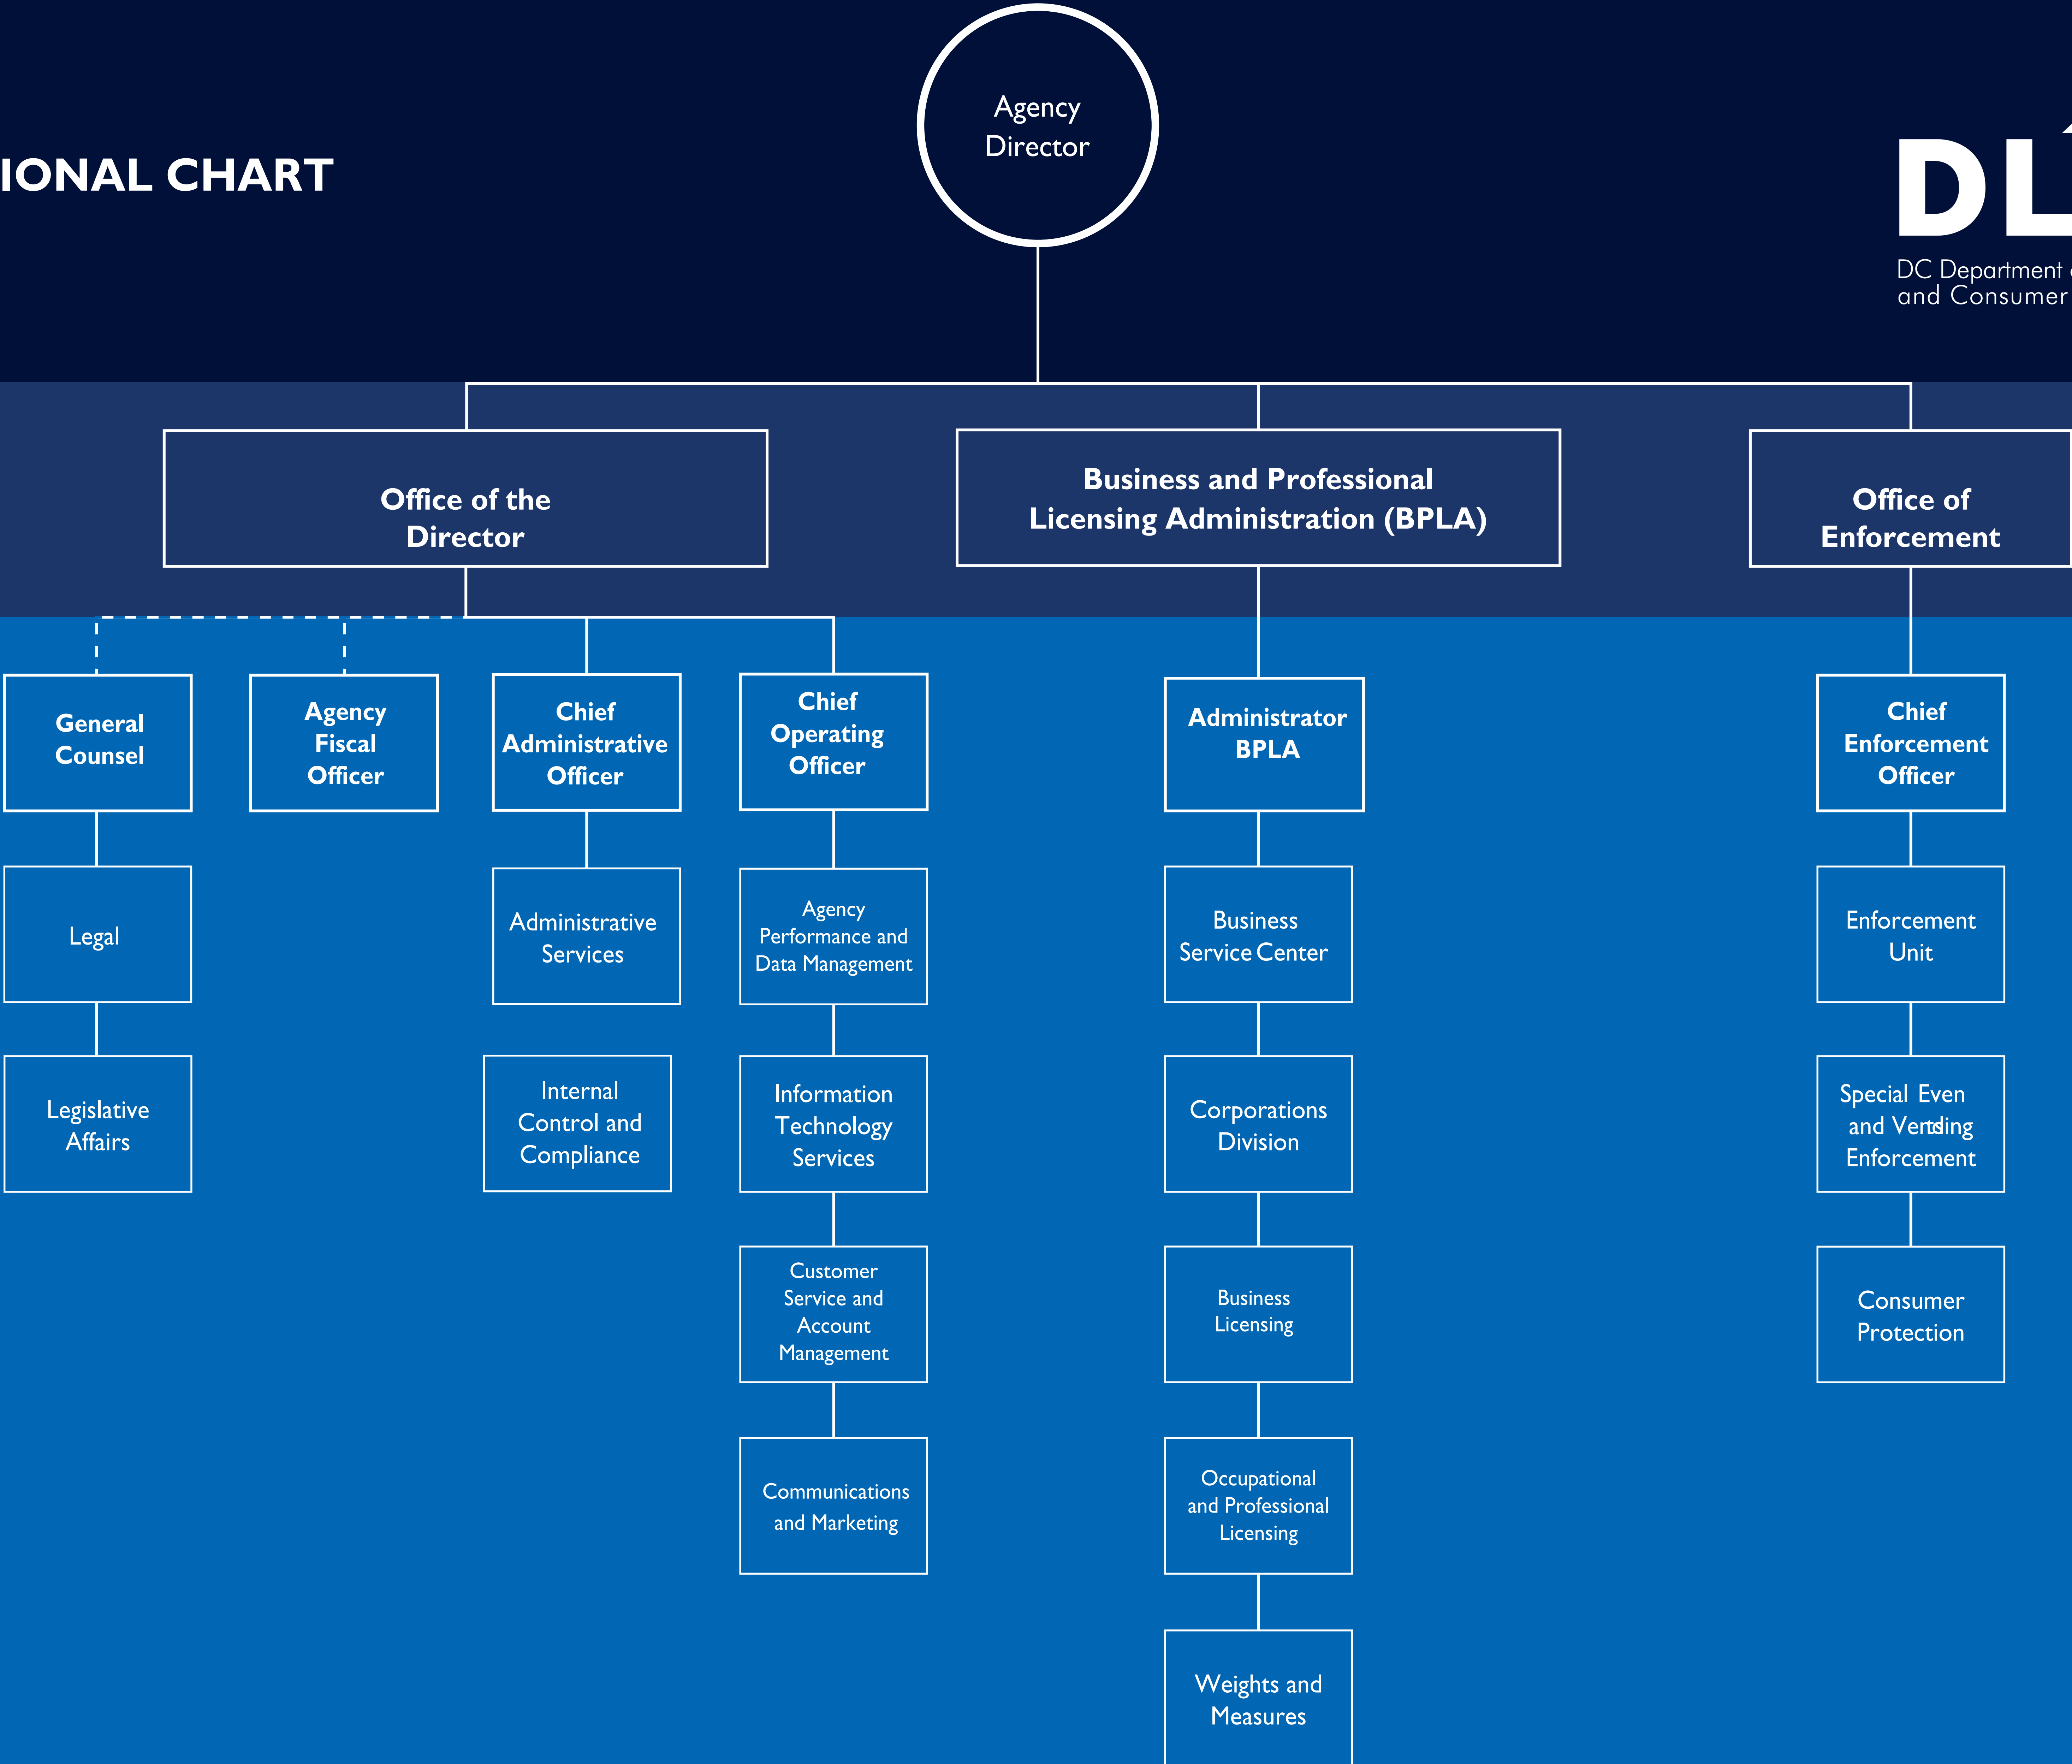 Agency
Director
IONAL CHART
DL
DC Department
and Consumer
Office of the
Director
Business and Professional
Licensing Administration (BPLA)
Office of
Enforcement
General
Counsel
Agency
Fiscal
Officer
Chief
Administrative
Officer
Chief
Operating
Officer
Administrator
BPLA
Chief
Enforcement
Officer
Legal
Administrative
Services
Agency
Performance and
Data Management
Business
Service Center
Enforcement
Unit
Legislative
Affairs
Internal
Control and
Compliance
Information
Technology
Services
Corporations
Division
Special Even
and Vending
Enforcement
Customer
Service and
Account
Management
Business
Licensing
Consumer
Protection
Communications
and Marketing
Occupational
and Professional
Licensing
Weights and
Measures